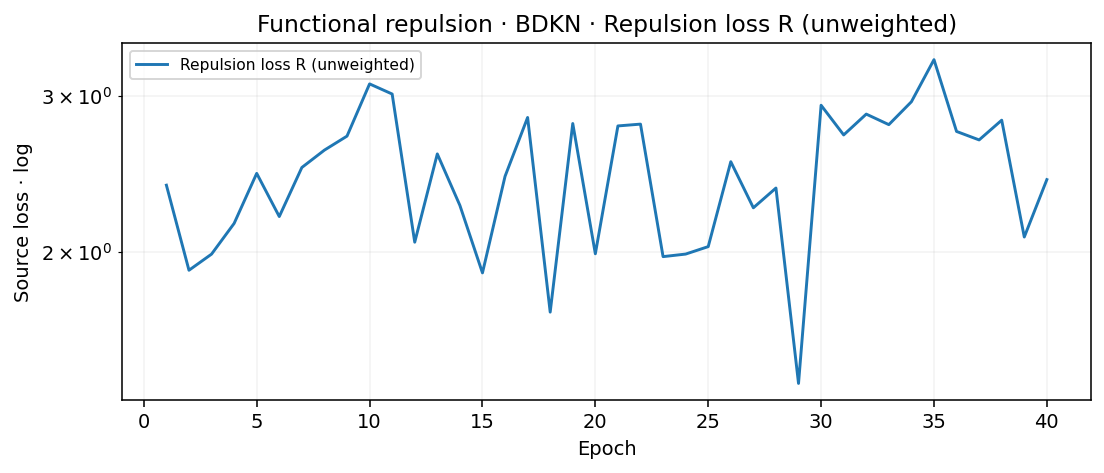 Functional repulsion · BDKN · Repulsion loss R (unweighted)
Repulsion loss R (unweighted)
Source loss · log
3 × 10⁰
2 × 10⁰
0 5 10 15 20 25 30 35 40
Epoch